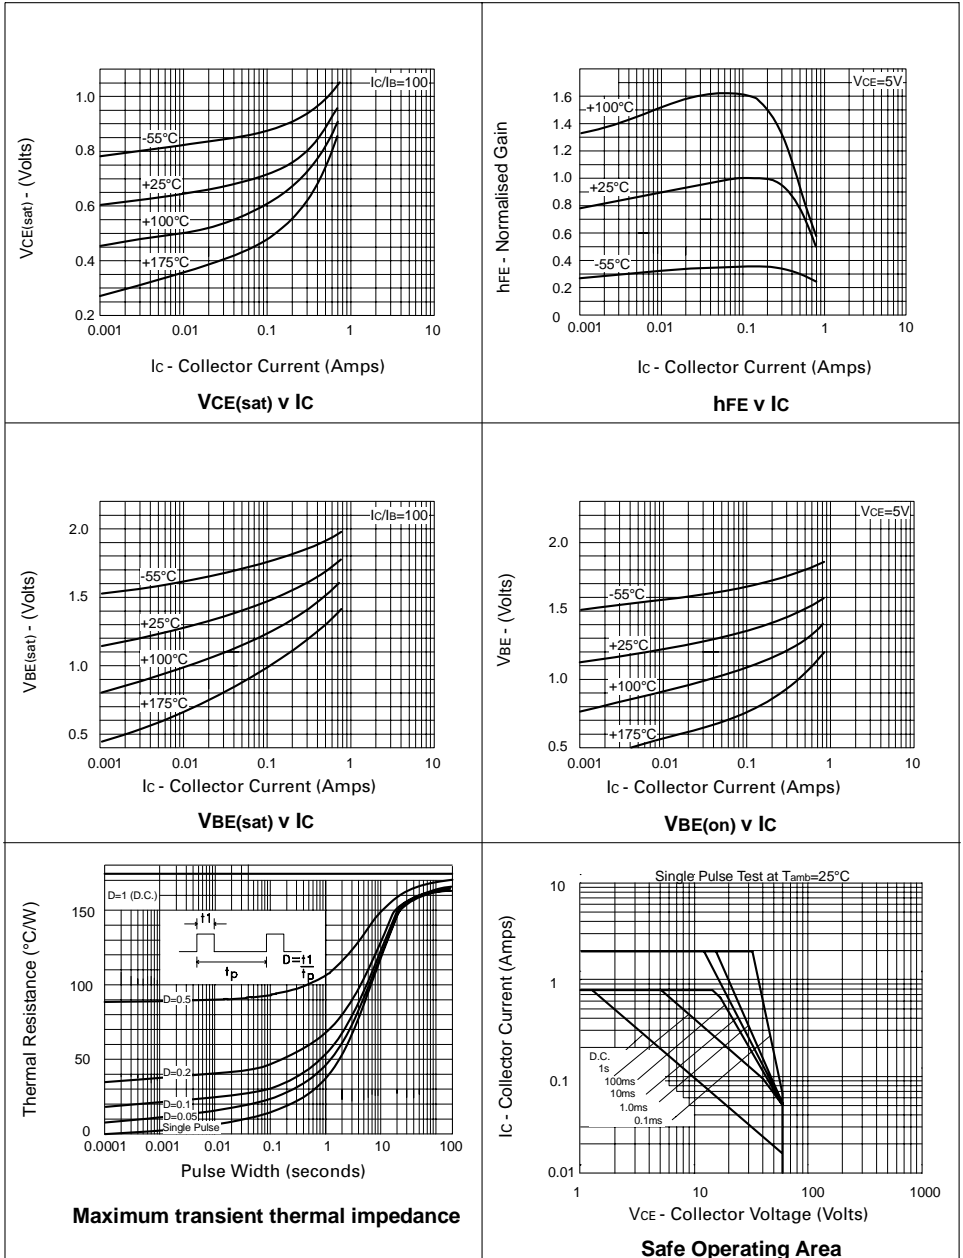 IC/IB=100
1.0
0.8
0.6
0.4
0.2
-55°C
+25°C
+100°C
+175°C
VCE(sat) - (Volts)
0.001 0.01 0.1 1 10
IC - Collector Current (Amps)
VCE(sat) v IC
VCE=5V
1.6
1.4
1.2
1.0
0.8
0.6
0.4
0.2
0
+100°C
+25°C
-55°C
hFE - Normalised Gain
0.001 0.01 0.1 1 10
IC - Collector Current (Amps)
hFE v IC
IC/IB=100
2.0
1.5
1.0
0.5
-55°C
+25°C
+100°C
+175°C
VBE(sat) - (Volts)
0.001 0.01 0.1 1 10
IC - Collector Current (Amps)
VBE(sat) v IC
VCE=5V
2.0
1.5
1.0
0.5
-55°C
+25°C
+100°C
+175°C
VBE - (Volts)
0.001 0.01 0.1 1 10
IC - Collector Current (Amps)
VBE(on) v IC
D=1 (D.C.)
150
100
50
0
t1
tp
D=t1
tp
D=0.5
D=0.2
D=0.1
D=0.05
Single Pulse
Thermal Resistance (°C/W)
0.0001 0.001 0.01 0.1 1 10 100
Pulse Width (seconds)
Maximum transient thermal impedance
Single Pulse Test at Tamb=25°C
10
1
0.1
0.01
D.C.
1s
100ms
10ms
1.0ms
0.1ms
IC - Collector Current (Amps)
1 10 100 1000
VCE - Collector Voltage (Volts)
Safe Operating Area